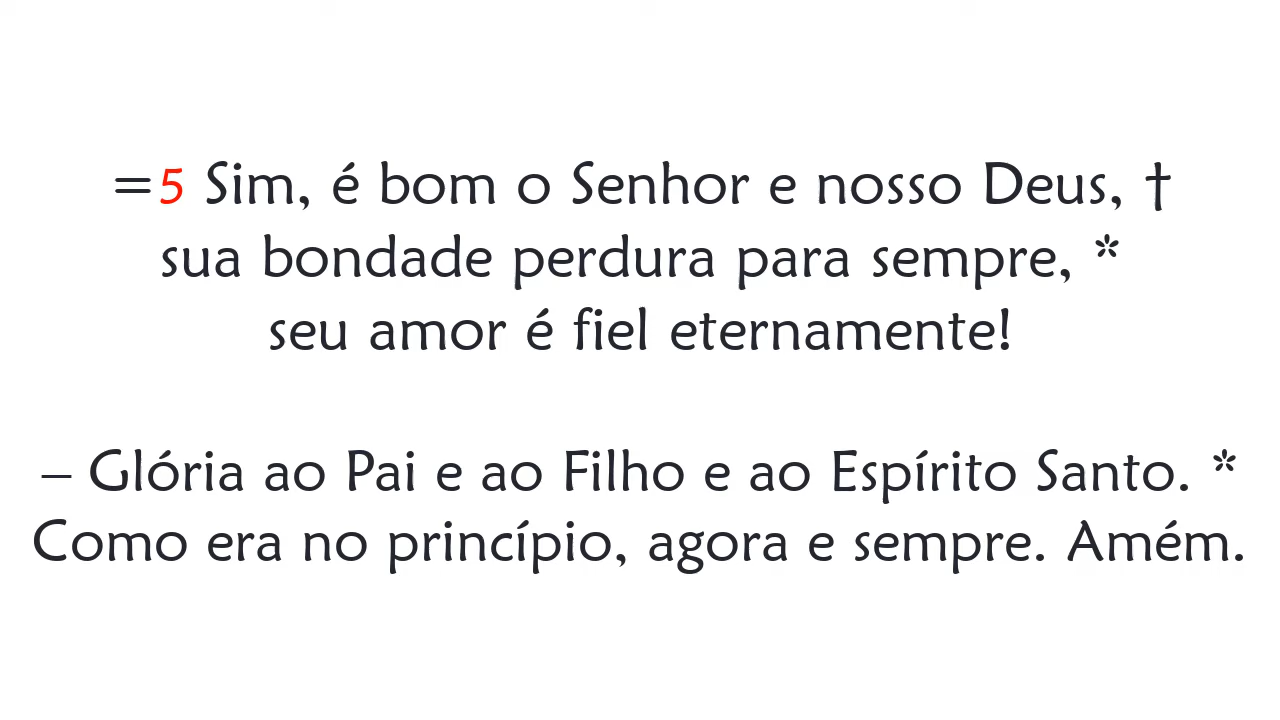 =5 Sim, é bom o Senhor e nosso Deus, †
sua bondade perdura para sempre, *
seu amor é fiel eternamente!
– Glória ao Pai e ao Filho e ao Espírito Santo. *
Como era no princípio, agora e sempre. Amém.